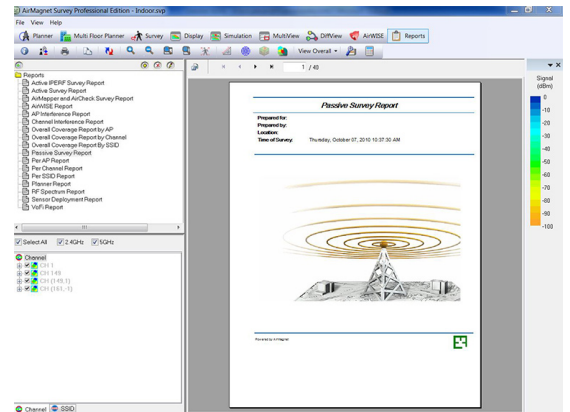 AirMagnet Survey Professional Edition - Indoor.svp
File View Help
Planner Multi Floor Planner Survey Display Simulation MultiView DiffView AirWISE Reports
View Overall
1 / 40
Reports
Active IPERF Survey Report
Active Survey Report
AirMapper and AirCheck Survey Report
AirWISE Report
AP Interference Report
Channel Interference Report
Overall Coverage Report by AP
Overall Coverage Report by Channel
Overall Coverage Report By SSID
Passive Survey Report
Per AP Report
Per Channel Report
Per SSID Report
Planner Report
RF Spectrum Report
Sensor Deployment Report
VoFi Report
Select All 2.4GHz 5GHz
Channel
CH 1
CH 149
CH (149,1)
CH (161,-1)
Channel SSID
Passive Survey Report
Prepared for:
Prepared by:
Location:
Time of Survey: Thursday, October 07, 2010 10:37:30 AM
Powered by AirMagnet
Signal
(dBm)
0
-10
-20
-30
-40
-50
-60
-70
-80
-90
-100